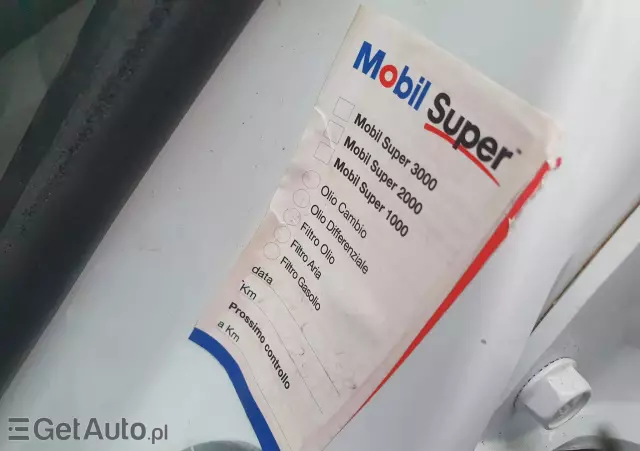 Mobil Super™
Mobil Super 3000
Mobil Super 2000
Mobil Super 1000
Olio Cambio
Olio Differenziale
Filtro Olio
Filtro Aria
Filtro Gasolio
data
Km
Prossimo controllo
a Km
GetAuto.pl